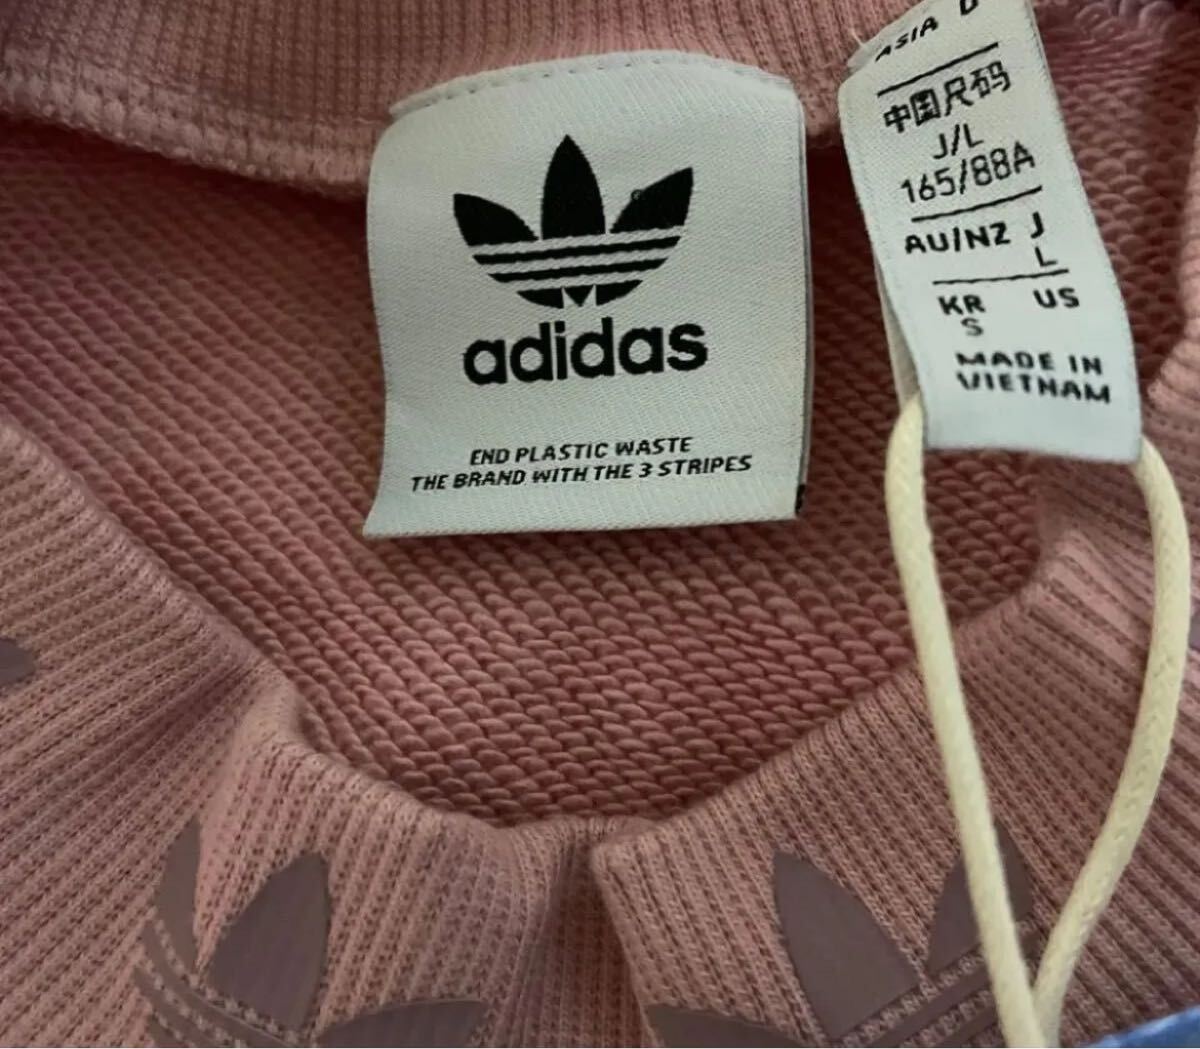 adidas
END PLASTIC WASTE
THE BRAND WITH THE 3 STRIPES
ASIA
中国尺码
J/L
165/88A
AU/NZ J
L
KR US
S
MADE IN
VIETNAM